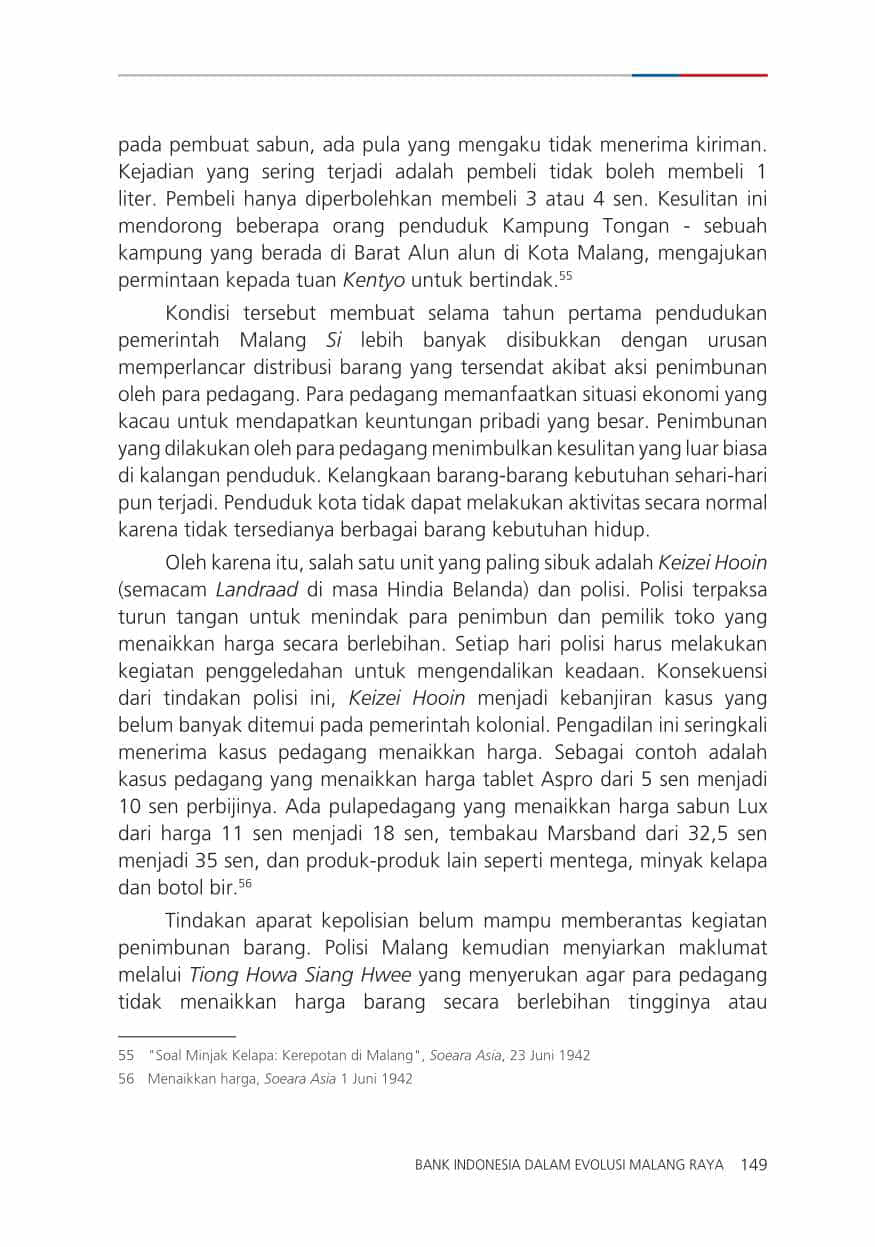 pada pembuat sabun, ada pula yang mengaku tidak menerima kiriman.
Kejadian yang sering terjadi adalah pembeli tidak boleh membeli 1
liter. Pembeli hanya diperbolehkan membeli 3 atau 4 sen. Kesulitan ini
mendorong beberapa orang penduduk Kampung Tongan - sebuah
kampung yang berada di Barat Alun alun di Kota Malang, mengajukan
permintaan kepada tuan Kentyo untuk bertindak.55
Kondisi tersebut membuat selama tahun pertama pendudukan
pemerintah Malang Si lebih banyak disibukkan dengan urusan
memperlancar distribusi barang yang tersendat akibat aksi penimbunan
oleh para pedagang. Para pedagang memanfaatkan situasi ekonomi yang
kacau untuk mendapatkan keuntungan pribadi yang besar. Penimbunan
yang dilakukan oleh para pedagang menimbulkan kesulitan yang luar biasa
di kalangan penduduk. Kelangkaan barang-barang kebutuhan sehari-hari
pun terjadi. Penduduk kota tidak dapat melakukan aktivitas secara normal
karena tidak tersedianya berbagai barang kebutuhan hidup.
Oleh karena itu, salah satu unit yang paling sibuk adalah Keizei Hooin
(semacam Landraad di masa Hindia Belanda) dan polisi. Polisi terpaksa
turun tangan untuk menindak para penimbun dan pemilik toko yang
menaikkan harga secara berlebihan. Setiap hari polisi harus melakukan
kegiatan penggeledahan untuk mengendalikan keadaan. Konsekuensi
dari tindakan polisi ini, Keizei Hooin menjadi kebanjiran kasus yang
belum banyak ditemui pada pemerintah kolonial. Pengadilan ini seringkali
menerima kasus pedagang menaikkan harga. Sebagai contoh adalah
kasus pedagang yang menaikkan harga tablet Aspro dari 5 sen menjadi
10 sen perbijinya. Ada pulapedagang yang menaikkan harga sabun Lux
dari harga 11 sen menjadi 18 sen, tembakau Marsband dari 32,5 sen
menjadi 35 sen, dan produk-produk lain seperti mentega, minyak kelapa
dan botol bir.56
Tindakan aparat kepolisian belum mampu memberantas kegiatan
penimbunan barang. Polisi Malang kemudian menyiarkan maklumat
melalui Tiong Howa Siang Hwee yang menyerukan agar para pedagang
tidak menaikkan harga barang secara berlebihan tingginya atau
55 "Soal Minjak Kelapa: Kerepotan di Malang", Soeara Asia, 23 Juni 1942
56 Menaikkan harga, Soeara Asia 1 Juni 1942
BANK INDONESIA DALAM EVOLUSI MALANG RAYA 149